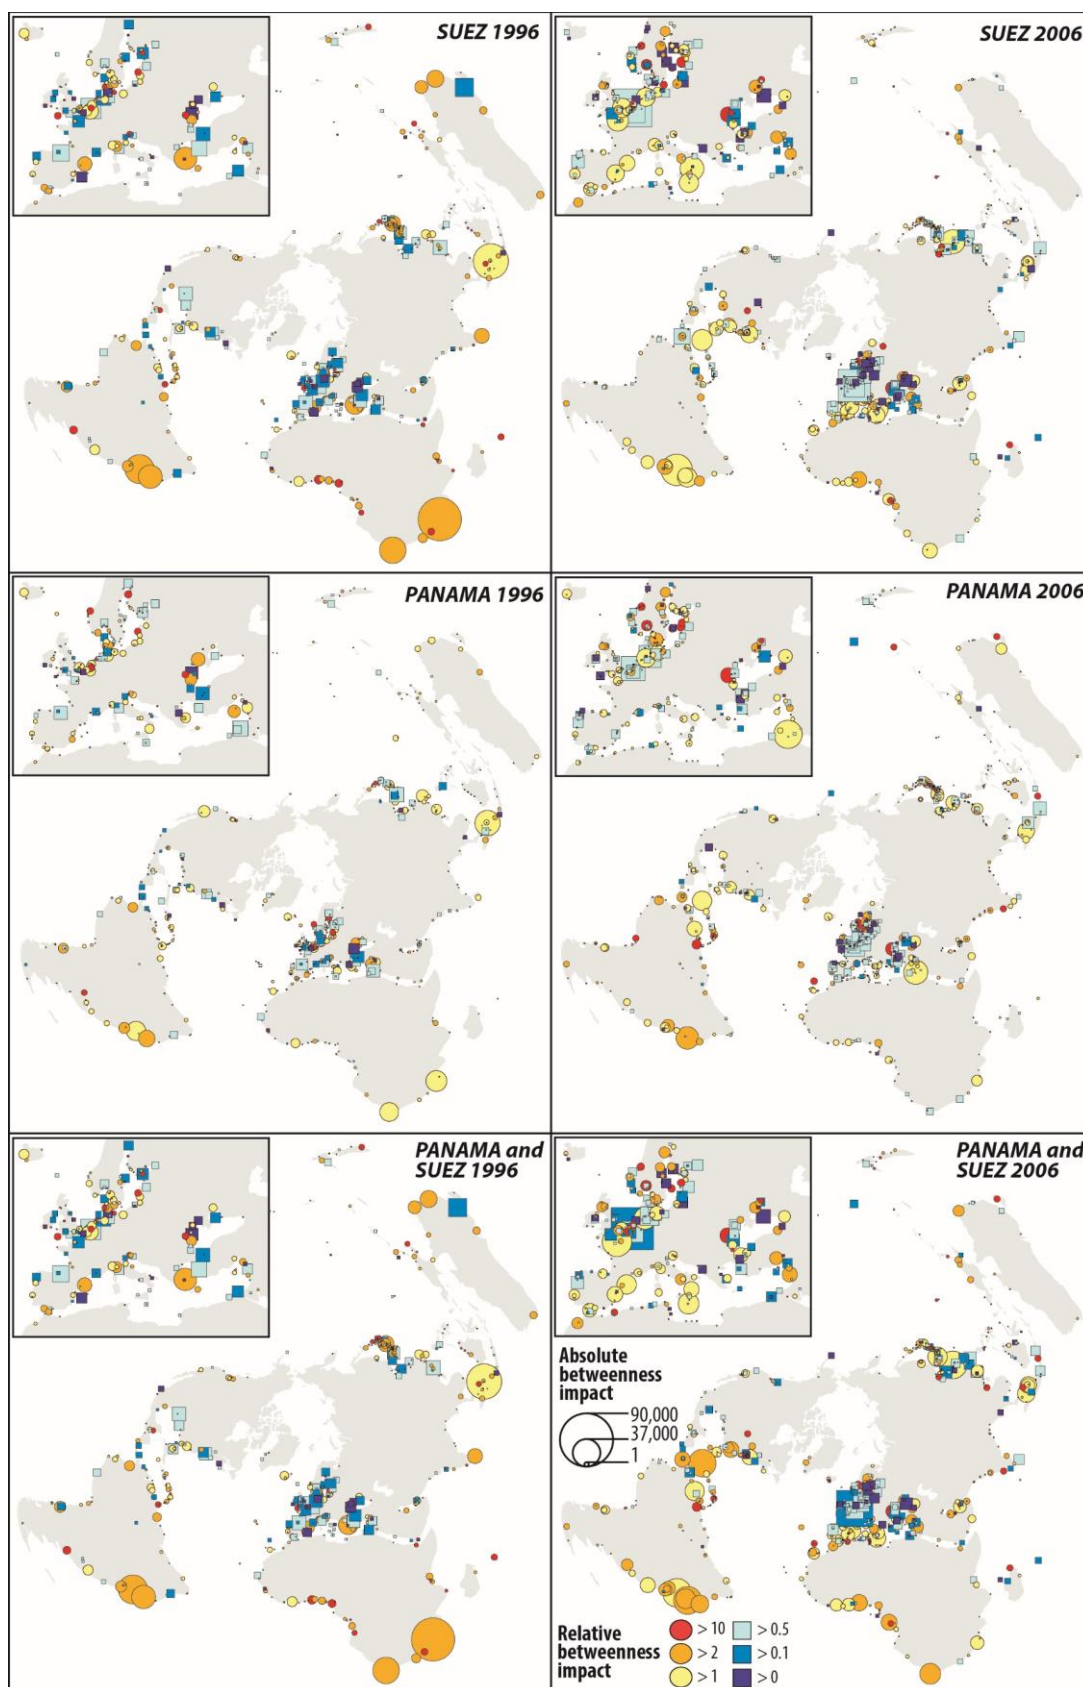 SUEZ 1996
SUEZ 2006
PANAMA 1996
PANAMA 2006
PANAMA and
SUEZ 1996
PANAMA and
SUEZ 2006
Absolute
betweenness
impact
90,000
37,000
1
Relative
betweenness
impact
> 10
> 2
> 1
> 0.5
> 0.1
> 0